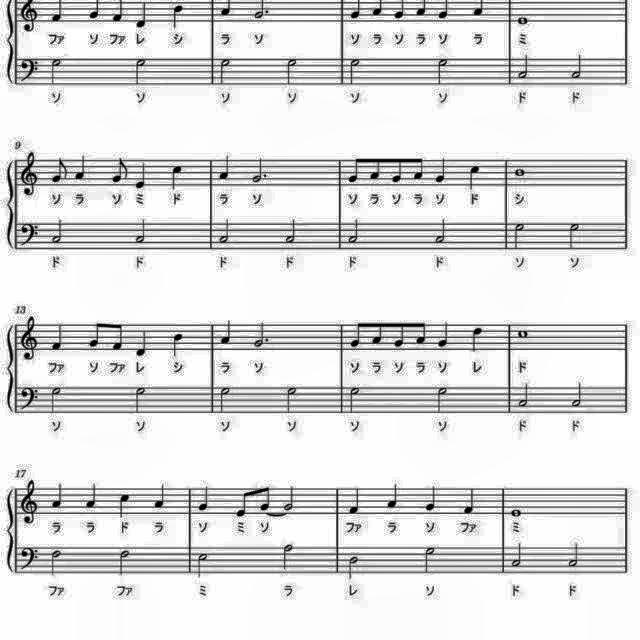 ファ ソ ファ レ シ ラ ソ ソ ラ ソ ラ ソ ラ ミ
ソ ソ ソ ソ ソ ソ ド ド
9
ソ ラ ソ ミ ド ラ ソ ソ ラ ソ ラ ソ ド シ
ド ド ド ド ド ド ソ ソ
13
ファ ソ ファ レ シ ラ ソ ソ ラ ソ ラ ソ レ ド
ソ ソ ソ ソ ソ ソ ド ド
17
ララドラ ソ ミ ソ ファ ラ ソ ファ ミ
ファ ファ ミ ラ レ ソ ド ド